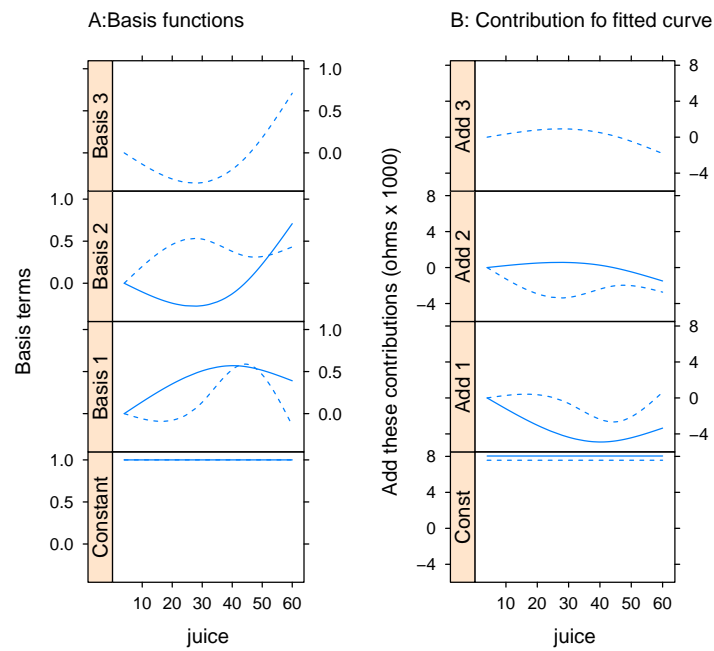 A:Basis functions
Basis terms
Basis 3
1.0
0.5
0.0
Basis 2
1.0
0.5
0.0
Basis 1
1.0
0.5
0.0
Constant
1.0
0.5
0.0
10 20 30 40 50 60
juice
B: Contribution fo fitted curve
Add these contributions (ohms x 1000)
Add 3
8
4
0
−4
Add 2
8
4
0
−4
Add 1
8
4
0
−4
Const
8
4
0
−4
10 20 30 40 50 60
juice